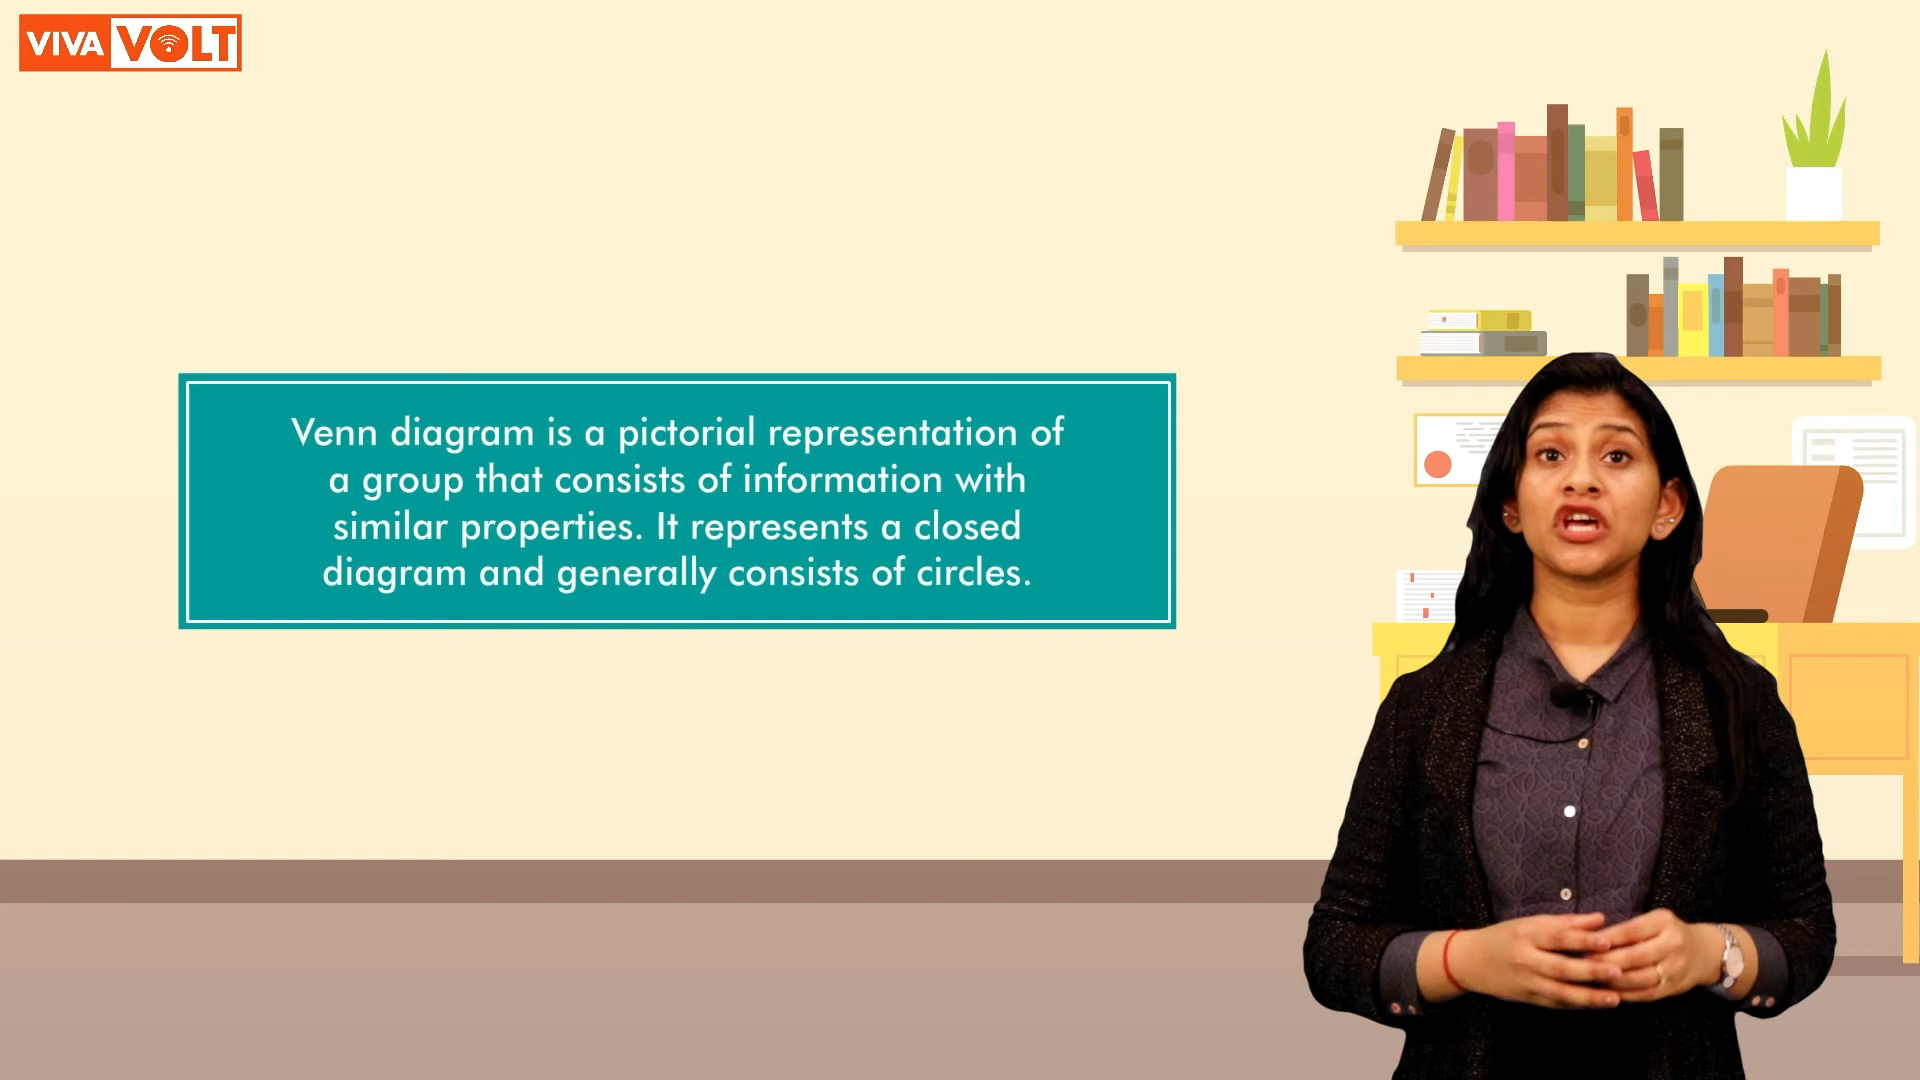 VIVA VOLT
Venn diagram is a pictorial representation of
a group that consists of information with
similar properties. It represents a closed
diagram and generally consists of circles.